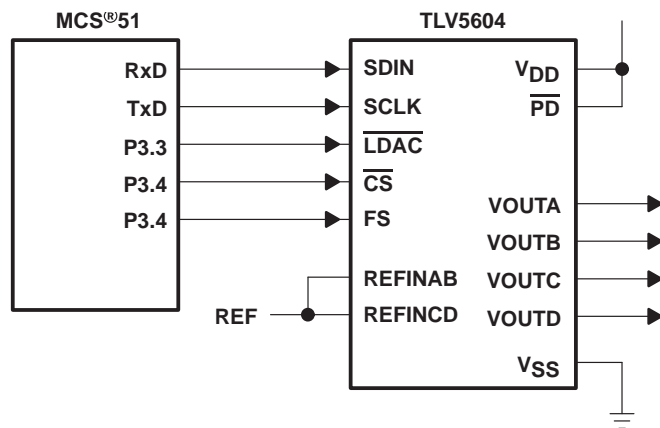 MCS®51
RxD
TxD
P3.3
P3.4
P3.4
REF
TLV5604
SDIN
SCLK
LDAC
CS
FS
REFINAB
REFINCD
VDD
PD
VOUTA
VOUTB
VOUTC
VOUTD
VSS